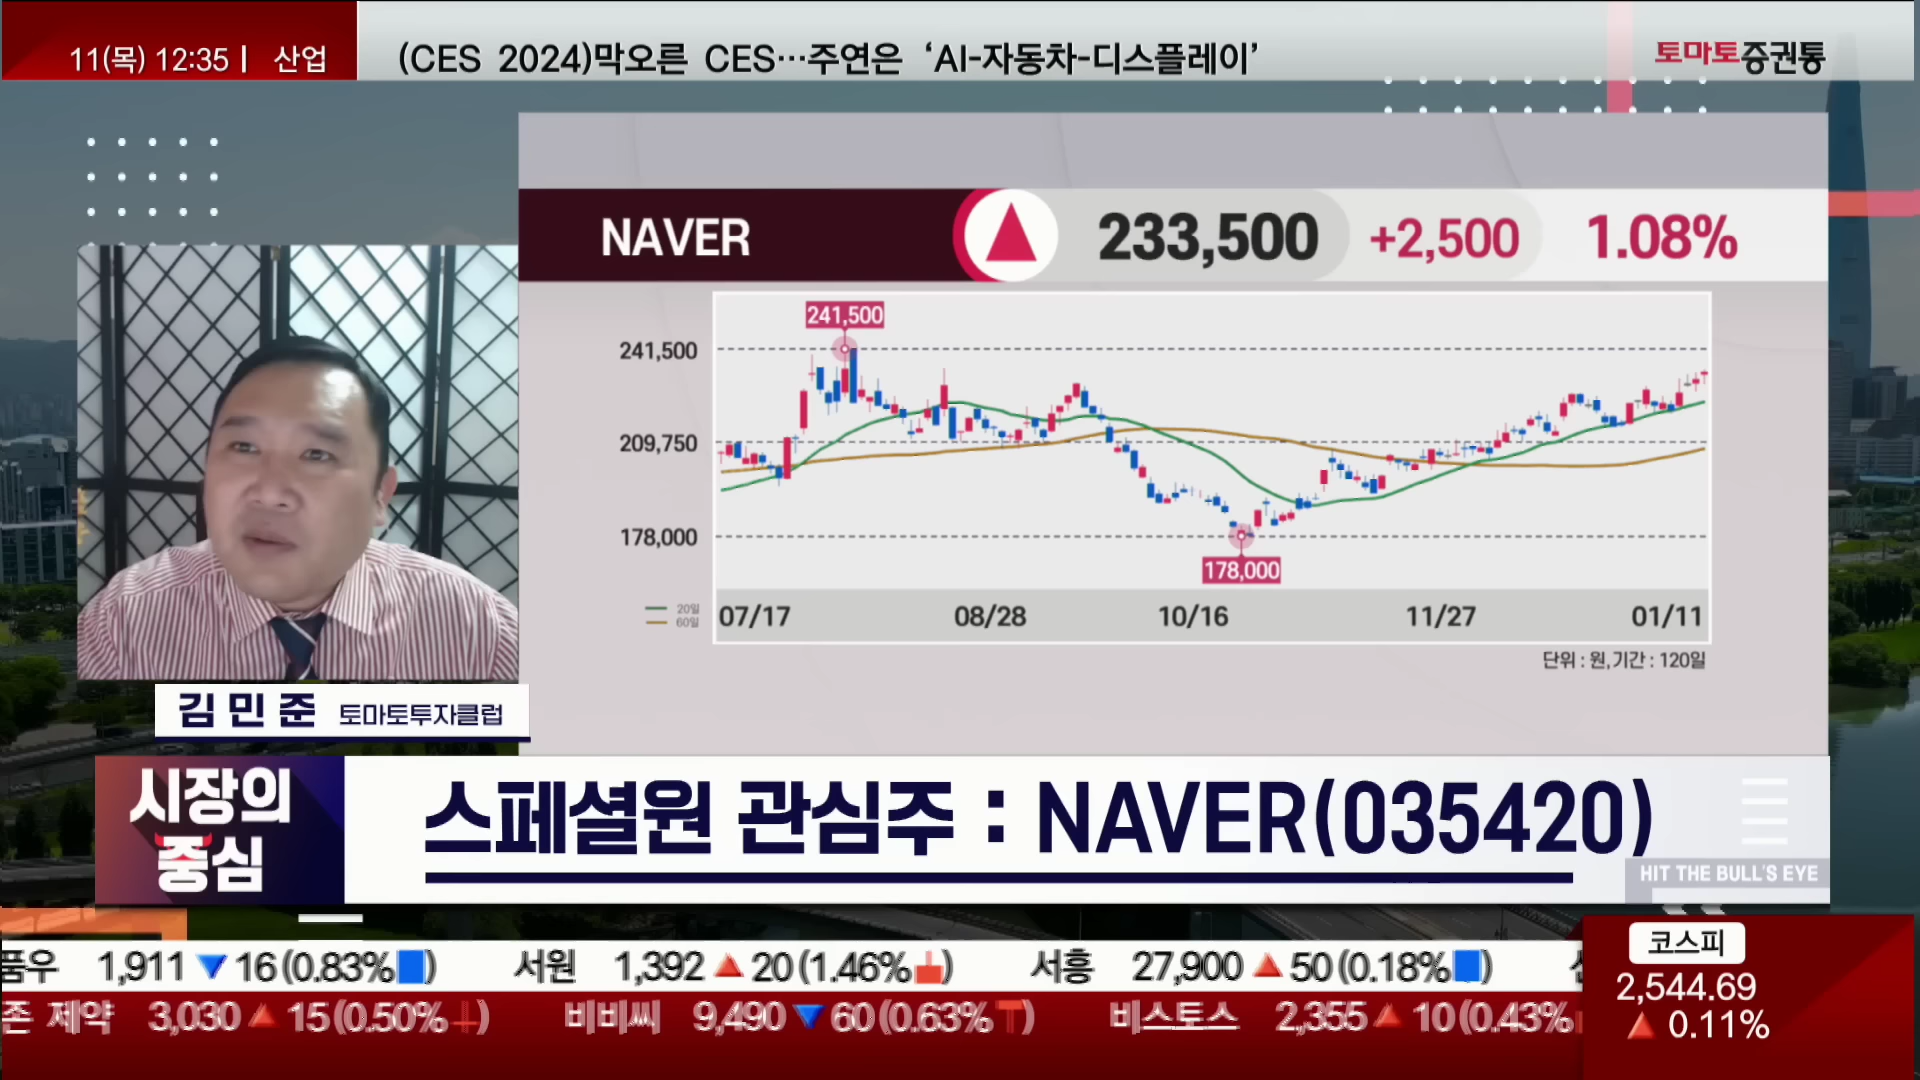 11(목) 12:35 | 산업
(CES 2024)막오른 CES…주연은 ‘AI-자동차-디스플레이’
토마토증권통
NAVER ▲ 233,500 +2,500 1.08%
241,500
241,500
209,750
178,000
178,000
20일
60일
07/17 08/28 10/16 11/27 01/11
단위 : 원,기간 : 120일
김민준 토마토투자클럽
시장의
중심
스페셜원 관심주 : NAVER(035420)
HIT THE BULL'S EYE
품우 1,911 ▼ 16(0.83%) 서원 1,392 ▲ 20(1.46%) 서흥 27,900 ▲ 50(0.18%)
존 제약 3,030 ▲ 15(0.50%) 비비씨 9,490 ▼ 60(0.63%) 비스토스 2,355 ▲ 10(0.43%
코스피
2,544.69
▲ 0.11%